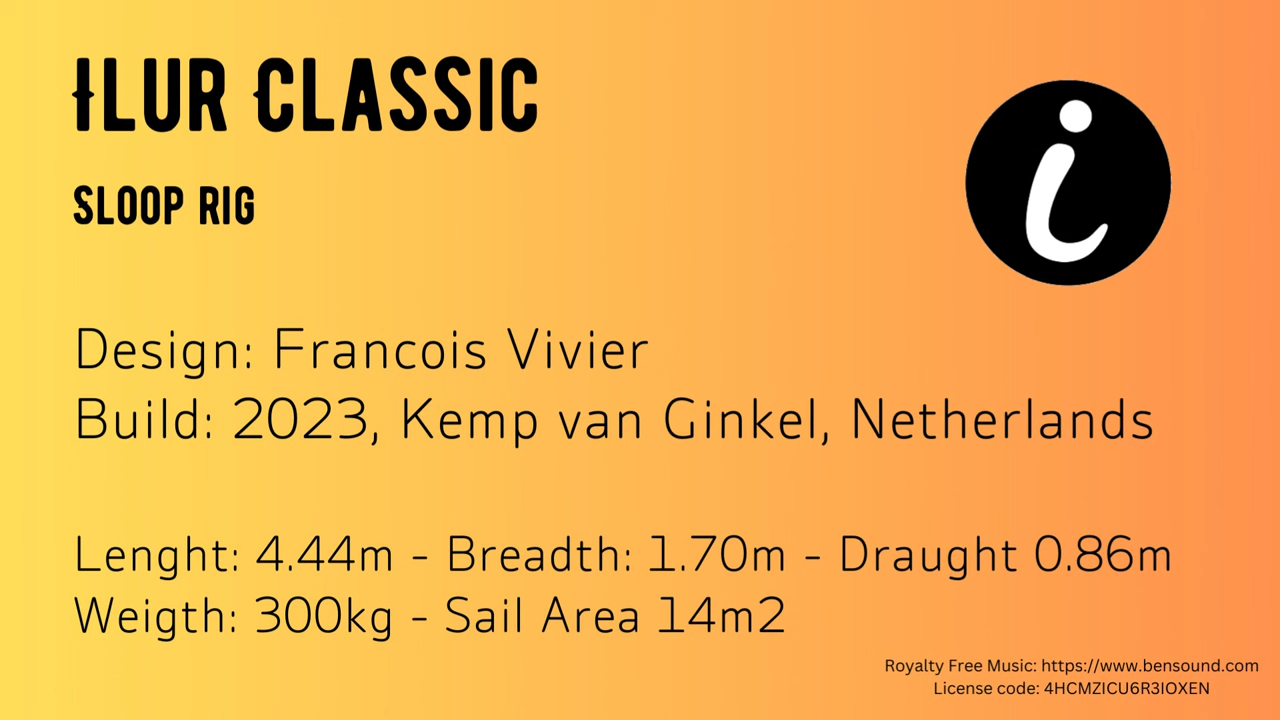 ILUR CLASSIC
SLOOP RIG
i
Design: Francois Vivier
Build: 2023, Kemp van Ginkel, Netherlands
Lenght: 4.44m - Breadth: 1.70m - Draught 0.86m
Weigth: 300kg - Sail Area 14m2
Royalty Free Music: https://www.bensound.com
License code: 4HCMZICU6R3IOXEN